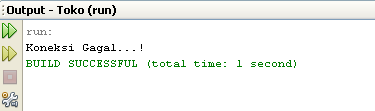 Output - Toko (run)
run:
Koneksi Gagal...!
BUILD SUCCESSFUL (total time: 1 second)